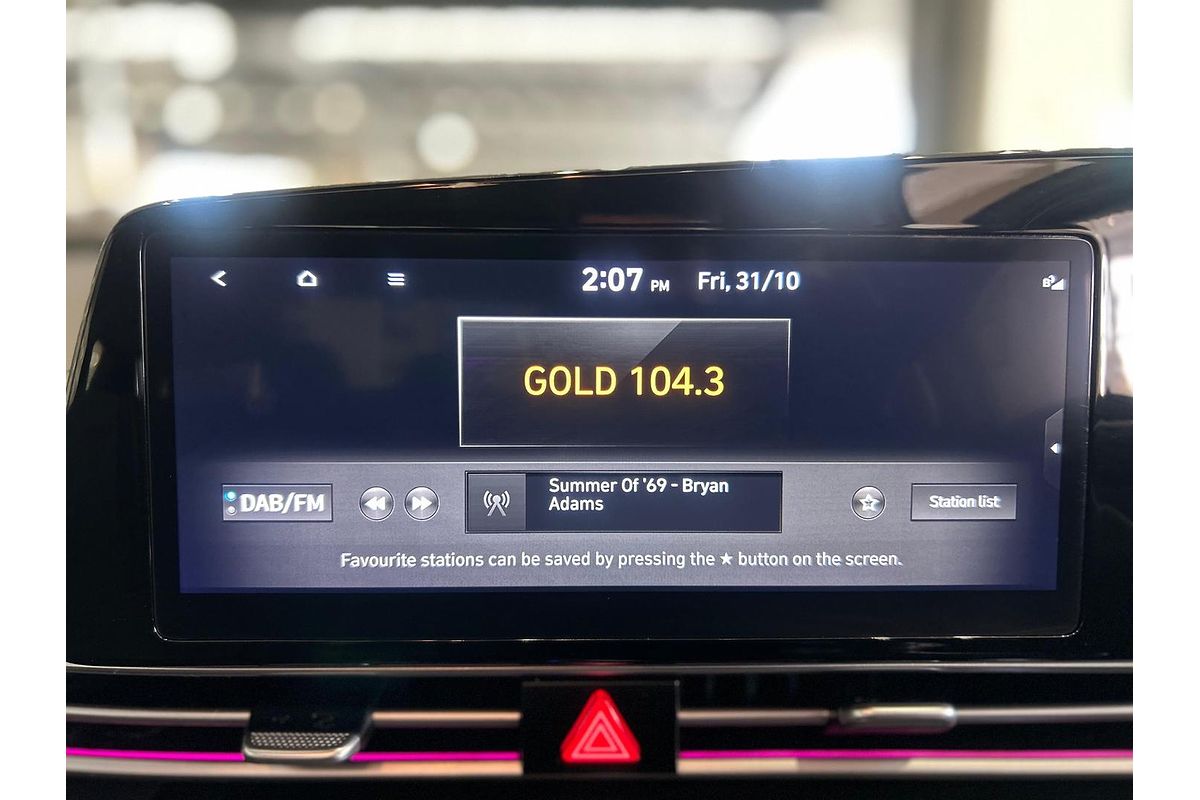 2:07 PM Fri, 31/10
GOLD 104.3
DAB/FM
Summer Of '69 - Bryan
Adams
Station list
Favourite stations can be saved by pressing the ★ button on the screen.